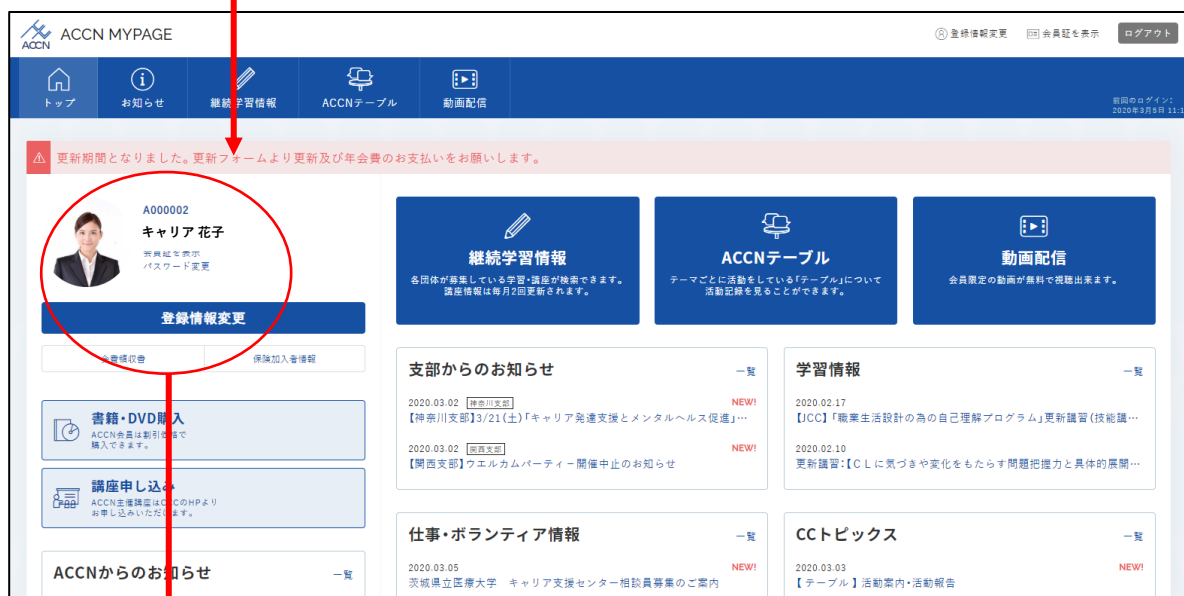 ACCN
ACCN MYPAGE
登録情報変更
会員証を表示
ログアウト
トップ
お知らせ
継続学習情報
ACCNテーブル
動画配信
前回のログイン:
2020年3月5日 11:1
更新期間となりました。更新フォームより更新及び年会費のお支払いをお願いします。
A000002
キャリア 花子
会員証を表示
パスワード変更
登録情報変更
会費領収書
保険加入者情報
継続学習情報
各団体が募集している学習・講座が検索できます。
講座情報は毎月2回更新されます。
ACCNテーブル
テーマごとに活動をしている「テーブル」について
活動記録を見ることができます。
動画配信
会員限定の動画が無料で視聴出来ます。
書籍・DVD購入
ACCN会員は割引価格で
購入できます。
講座申し込み
ACCN主催講座は のHPより
お申し込みいただけます。
ACCNからのお知らせ
一覧
支部からのお知らせ
一覧
2020.03.02 神奈川支部 NEW!
【神奈川支部】3/21(土)「キャリア発達支援とメンタルヘルス促進」…
2020.03.02 関西支部 NEW!
【関西支部】ウエルカムパーティ－開催中止のお知らせ
学習情報
一覧
2020.02.17
【JCC】「職業生活設計の為の自己理解プログラム」更新講習(技能講…
2020.02.10
更新講習:【ＣＬに気づきや変化をもたらす問題把握力と具体的展開…
仕事・ボランティア情報
一覧
2020.03.05 NEW!
茨城県立医療大学　キャリア支援センター相談員募集のご案内
CCトピックス
一覧
2020.03.03 NEW!
【テーブル】活動案内・活動報告